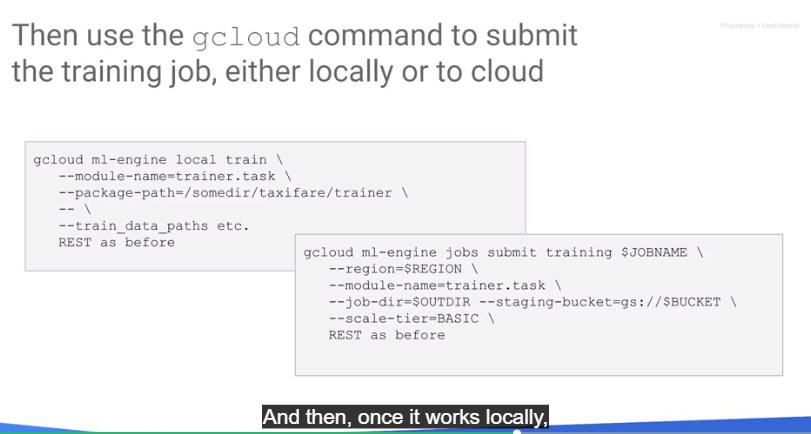 Proprietary + Confidential
Then use the gcloud command to submit
the training job, either locally or to cloud
gcloud ml-engine local train \
--module-name=trainer.task \
--package-path=/somedir/taxifare/trainer \
-- \
--train_data_paths etc.
REST as before
gcloud ml-engine jobs submit training $JOBNAME \
--region=$REGION \
--module-name=trainer.task \
--job-dir=$OUTDIR --staging-bucket=gs://$BUCKET \
--scale-tier=BASIC \
REST as before
And then, once it works locally,